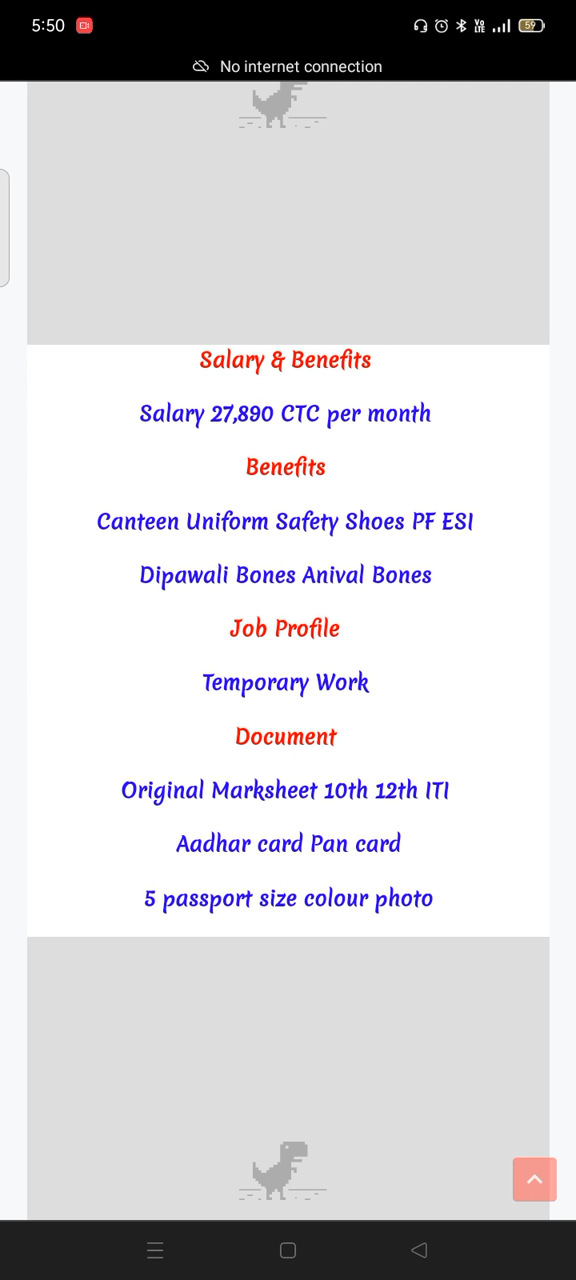 5:50
VoLTE
59
No internet connection
Salary & Benefits
Salary 27,890 CTC per month
Benefits
Canteen Uniform Safety Shoes PF ESI
Dipawali Bones Anival Bones
Job Profile
Temporary Work
Document
Original Marksheet 10th 12th ITI
Aadhar card Pan card
5 passport size colour photo